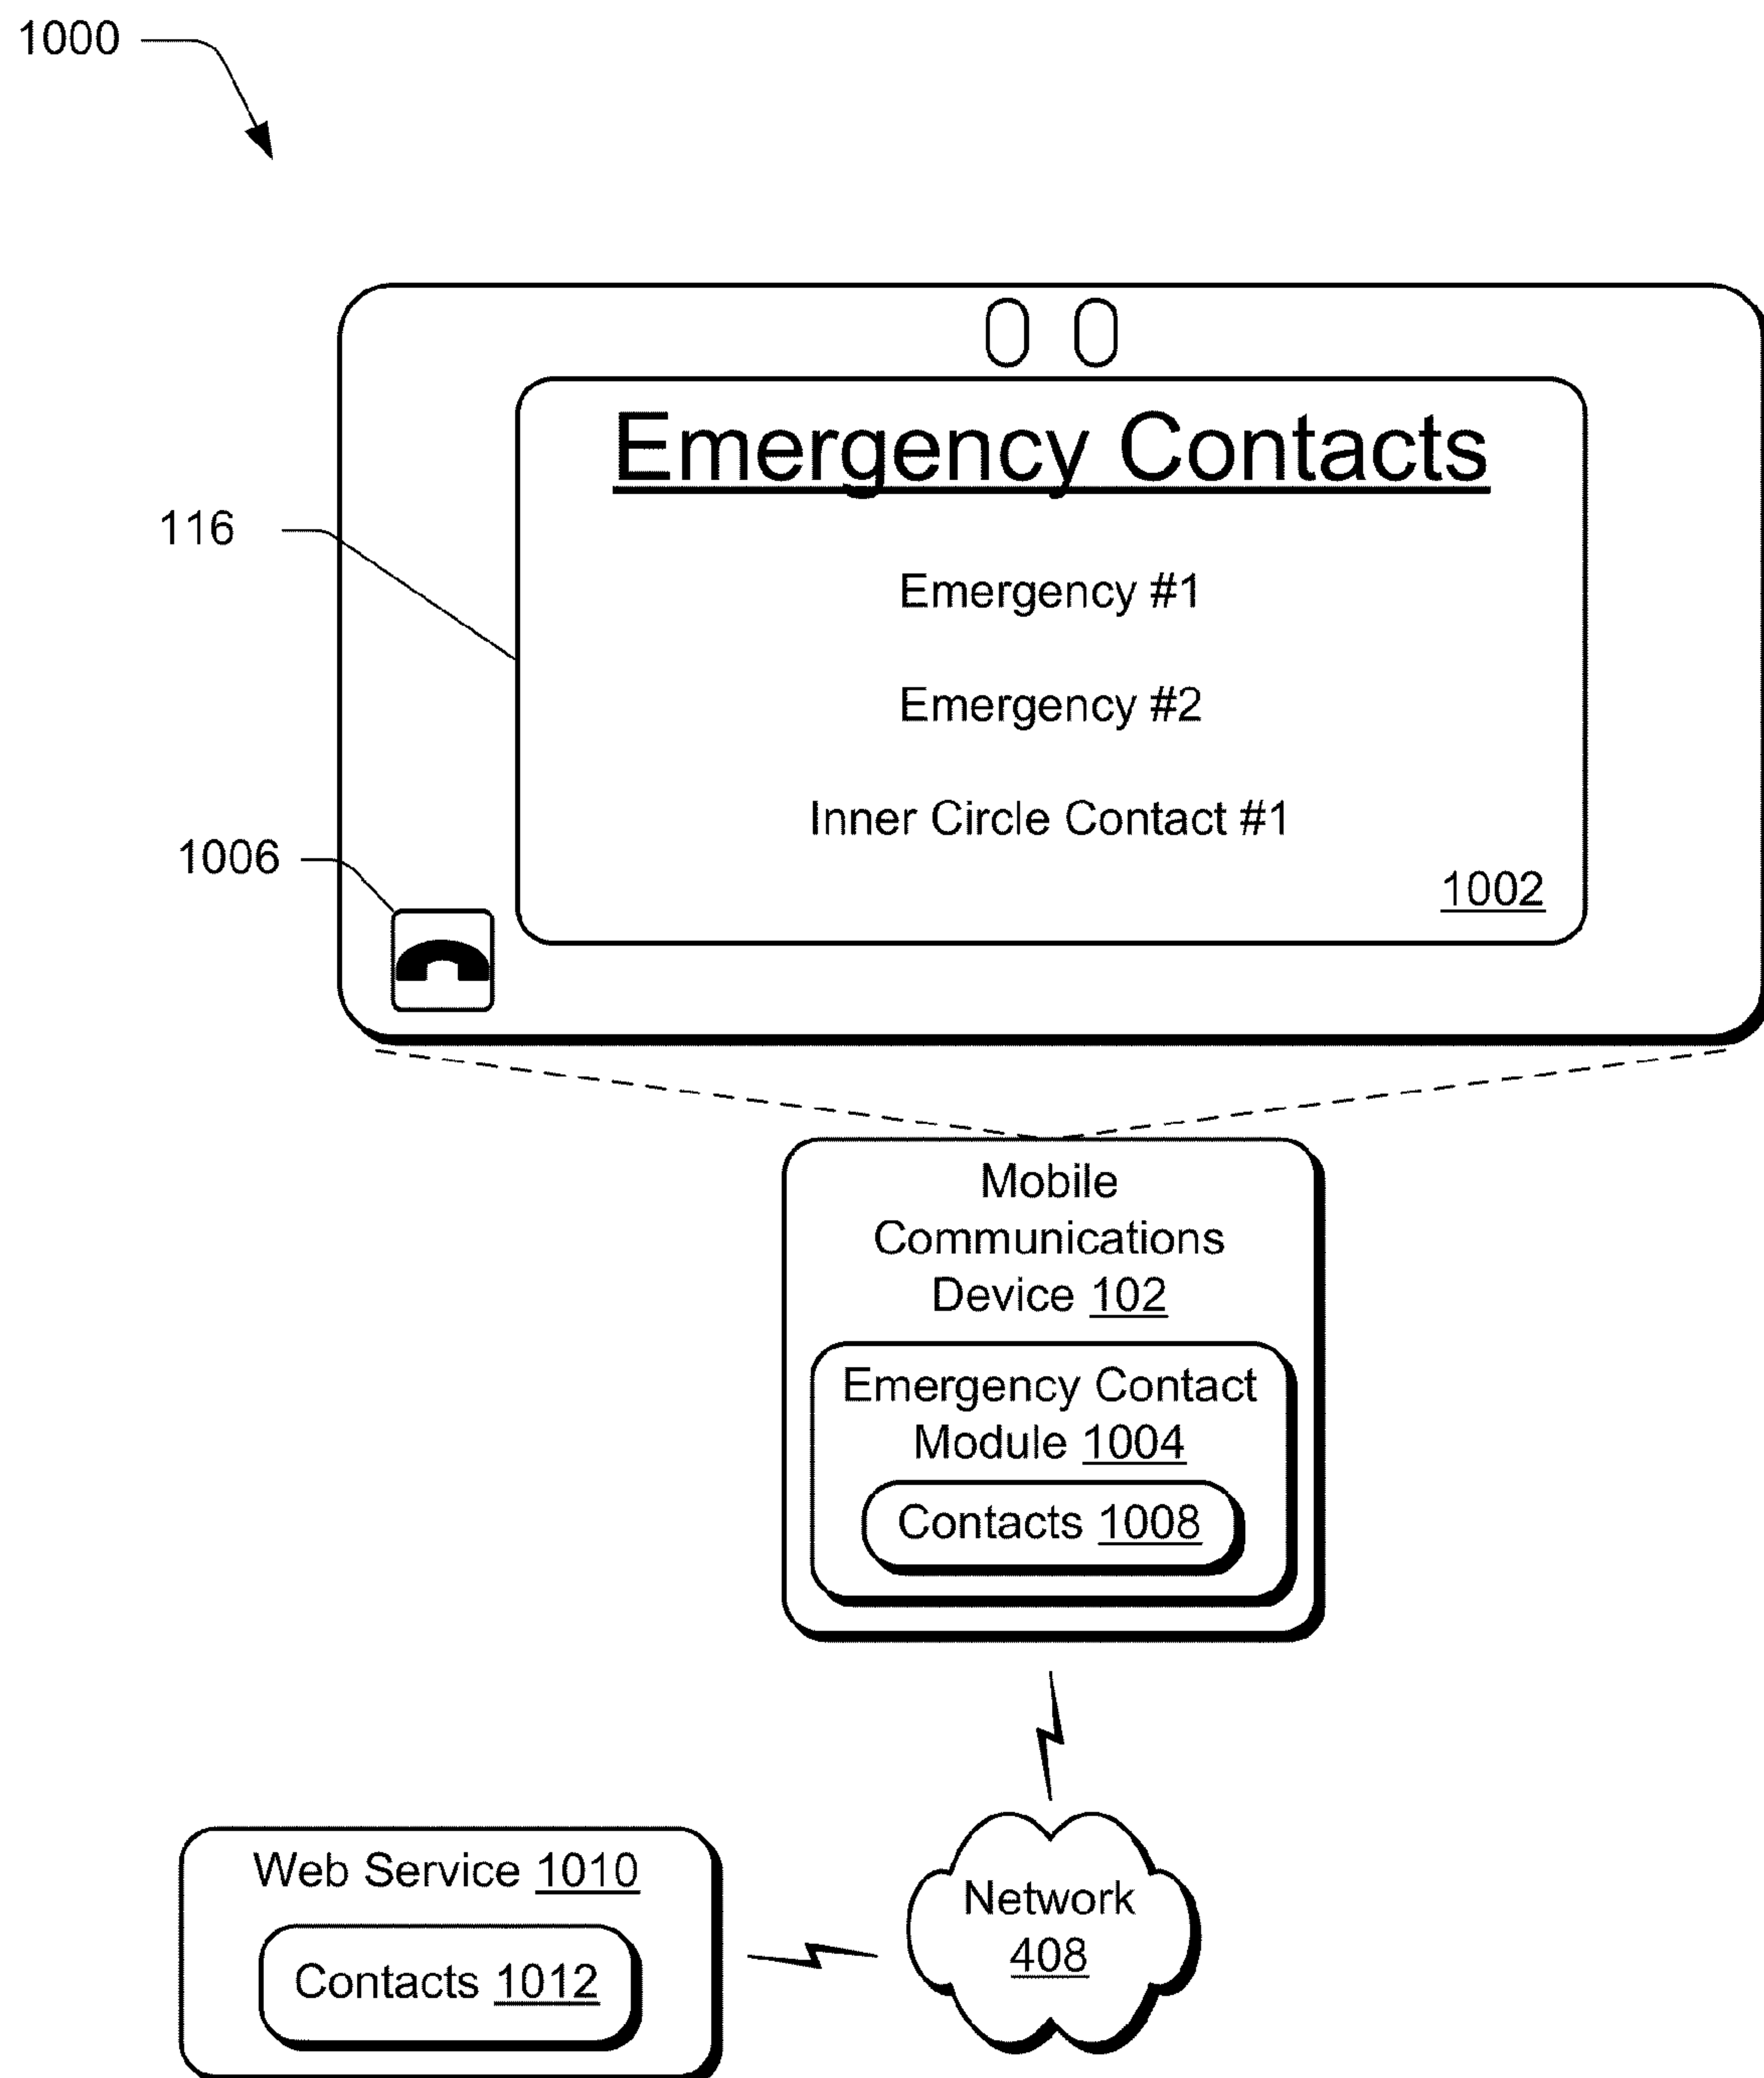 1000
Emergency Contacts
116
Emergency #1
Emergency #2
Inner Circle Contact #1
1006
1002
Mobile
Communications
Device 102
Emergency Contact
Module 1004
Contacts 1008
Web Service 1010
Contacts 1012
Network
408